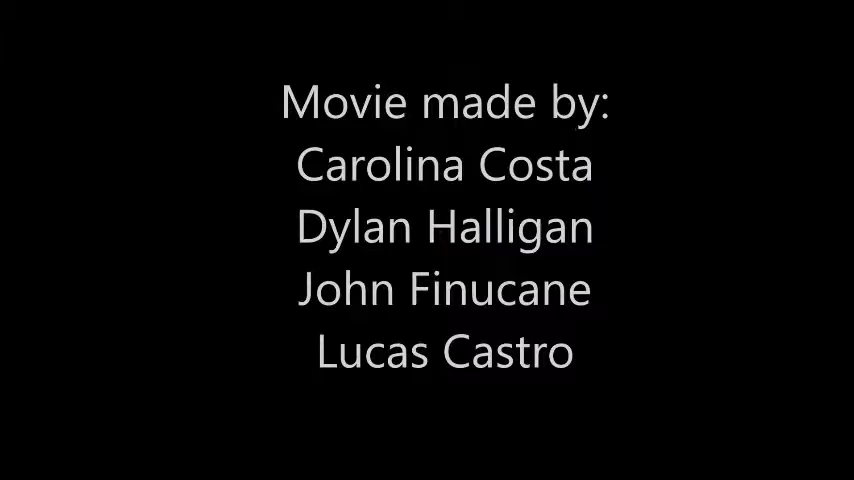 Movie made by:
Carolina Costa
Dylan Halligan
John Finucane
Lucas Castro